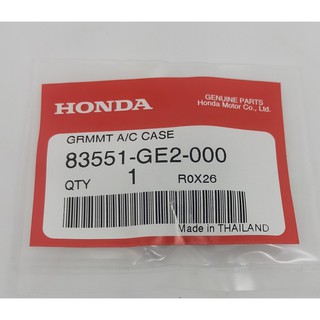 HONDA
GENUINE PARTS
Honda Motor Co., Ltd.
GRMMT A/C CASE
83551-GE2-000
QTY 1 R0X26
Made in THAILAND